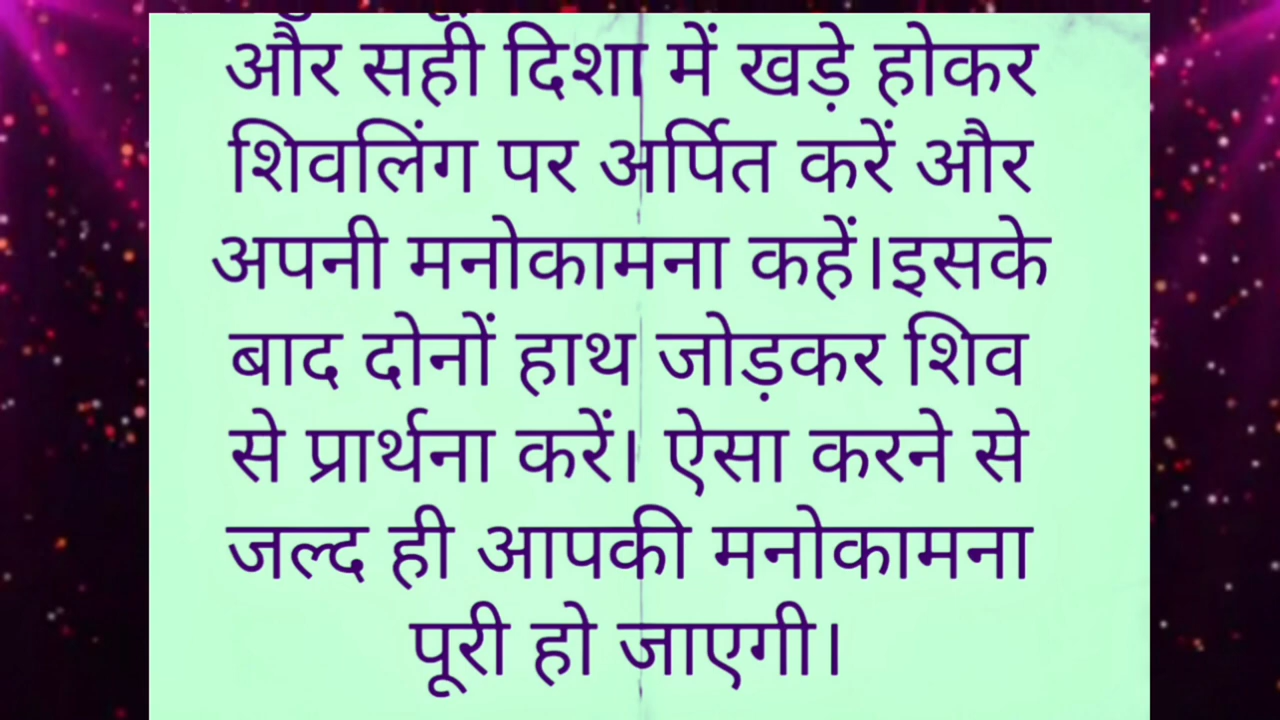 और सही दिशा में खड़े होकर
शिवलिंग पर अर्पित करें और
अपनी मनोकामना कहें।इसके
बाद दोनों हाथ जोड़कर शिव
से प्रार्थना करें। ऐसा करने से
जल्द ही आपकी मनोकामना
पूरी हो जाएगी।